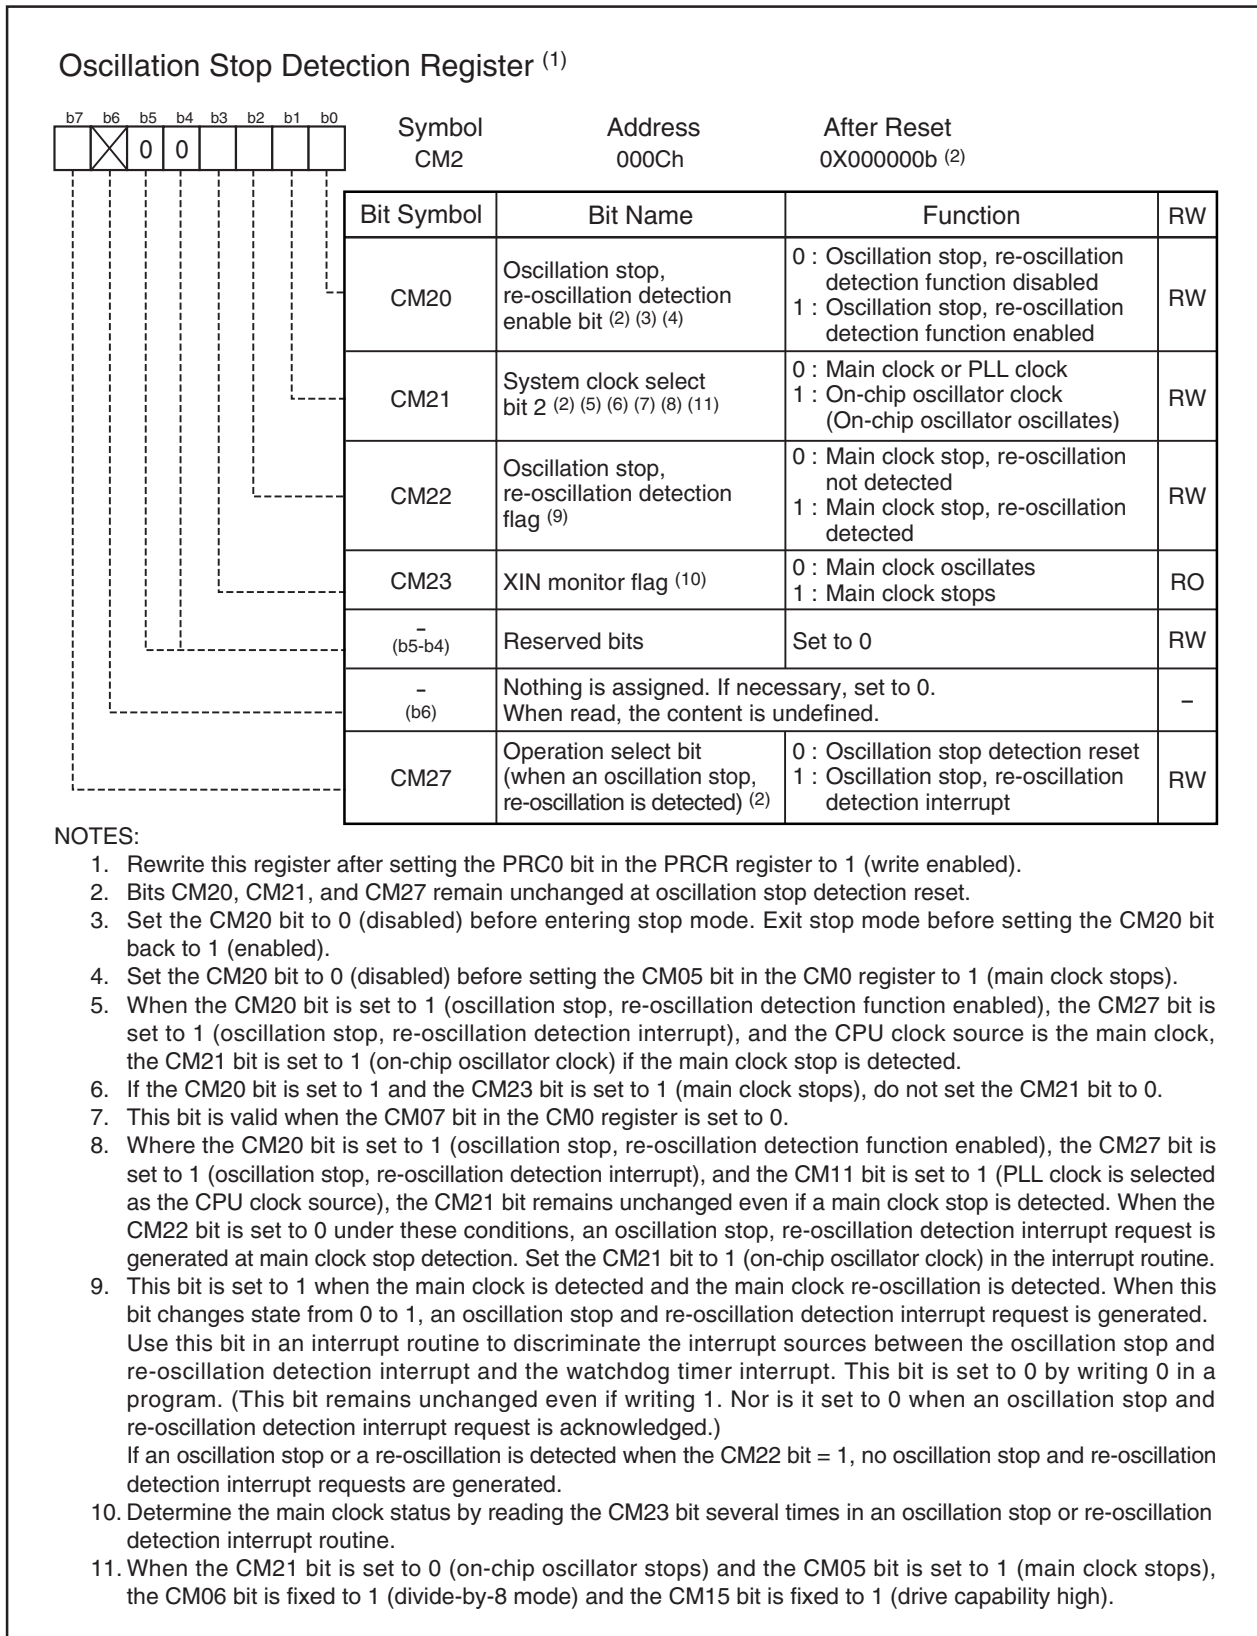 Oscillation Stop Detection Register (1)
b7 b6 b5 b4 b3 b2 b1 b0
0 0
Symbol Address After Reset
CM2 000Ch 0X000000b (2)
Bit Symbol Bit Name Function RW
CM20 Oscillation stop, re-oscillation detection enable bit (2) (3) (4) 0 : Oscillation stop, re-oscillation detection function disabled 1 : Oscillation stop, re-oscillation detection function enabled RW
CM21 System clock select bit 2 (2) (5) (6) (7) (8) (11) 0 : Main clock or PLL clock 1 : On-chip oscillator clock (On-chip oscillator oscillates) RW
CM22 Oscillation stop, re-oscillation detection flag (9) 0 : Main clock stop, re-oscillation not detected 1 : Main clock stop, re-oscillation detected RW
CM23 XIN monitor flag (10) 0 : Main clock oscillates 1 : Main clock stops RO
– (b5-b4) Reserved bits Set to 0 RW
– (b6) Nothing is assigned. If necessary, set to 0. When read, the content is undefined. –
CM27 Operation select bit (when an oscillation stop, re-oscillation is detected) (2) 0 : Oscillation stop detection reset 1 : Oscillation stop, re-oscillation detection interrupt RW
NOTES:
1. Rewrite this register after setting the PRC0 bit in the PRCR register to 1 (write enabled).
2. Bits CM20, CM21, and CM27 remain unchanged at oscillation stop detection reset.
3. Set the CM20 bit to 0 (disabled) before entering stop mode. Exit stop mode before setting the CM20 bit
back to 1 (enabled).
4. Set the CM20 bit to 0 (disabled) before setting the CM05 bit in the CM0 register to 1 (main clock stops).
5. When the CM20 bit is set to 1 (oscillation stop, re-oscillation detection function enabled), the CM27 bit is
set to 1 (oscillation stop, re-oscillation detection interrupt), and the CPU clock source is the main clock,
the CM21 bit is set to 1 (on-chip oscillator clock) if the main clock stop is detected.
6. If the CM20 bit is set to 1 and the CM23 bit is set to 1 (main clock stops), do not set the CM21 bit to 0.
7. This bit is valid when the CM07 bit in the CM0 register is set to 0.
8. Where the CM20 bit is set to 1 (oscillation stop, re-oscillation detection function enabled), the CM27 bit is
set to 1 (oscillation stop, re-oscillation detection interrupt), and the CM11 bit is set to 1 (PLL clock is selected
as the CPU clock source), the CM21 bit remains unchanged even if a main clock stop is detected. When the
CM22 bit is set to 0 under these conditions, an oscillation stop, re-oscillation detection interrupt request is
generated at main clock stop detection. Set the CM21 bit to 1 (on-chip oscillator clock) in the interrupt routine.
9. This bit is set to 1 when the main clock is detected and the main clock re-oscillation is detected. When this
bit changes state from 0 to 1, an oscillation stop and re-oscillation detection interrupt request is generated.
Use this bit in an interrupt routine to discriminate the interrupt sources between the oscillation stop and
re-oscillation detection interrupt and the watchdog timer interrupt. This bit is set to 0 by writing 0 in a
program. (This bit remains unchanged even if writing 1. Nor is it set to 0 when an oscillation stop and
re-oscillation detection interrupt request is acknowledged.)
If an oscillation stop or a re-oscillation is detected when the CM22 bit = 1, no oscillation stop and re-oscillation
detection interrupt requests are generated.
10. Determine the main clock status by reading the CM23 bit several times in an oscillation stop or re-oscillation
detection interrupt routine.
11. When the CM21 bit is set to 0 (on-chip oscillator stops) and the CM05 bit is set to 1 (main clock stops),
the CM06 bit is fixed to 1 (divide-by-8 mode) and the CM15 bit is fixed to 1 (drive capability high).